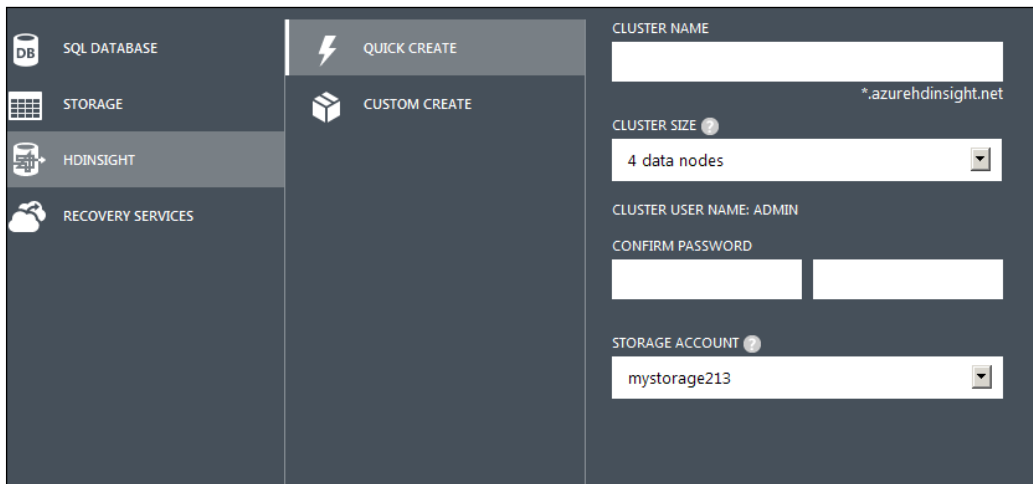 DB
SQL DATABASE
STORAGE
HDINSIGHT
RECOVERY SERVICES
QUICK CREATE
CUSTOM CREATE
CLUSTER NAME
*.azurehdinsight.net
CLUSTER SIZE ?
4 data nodes
CLUSTER USER NAME: ADMIN
CONFIRM PASSWORD
STORAGE ACCOUNT ?
mystorage213